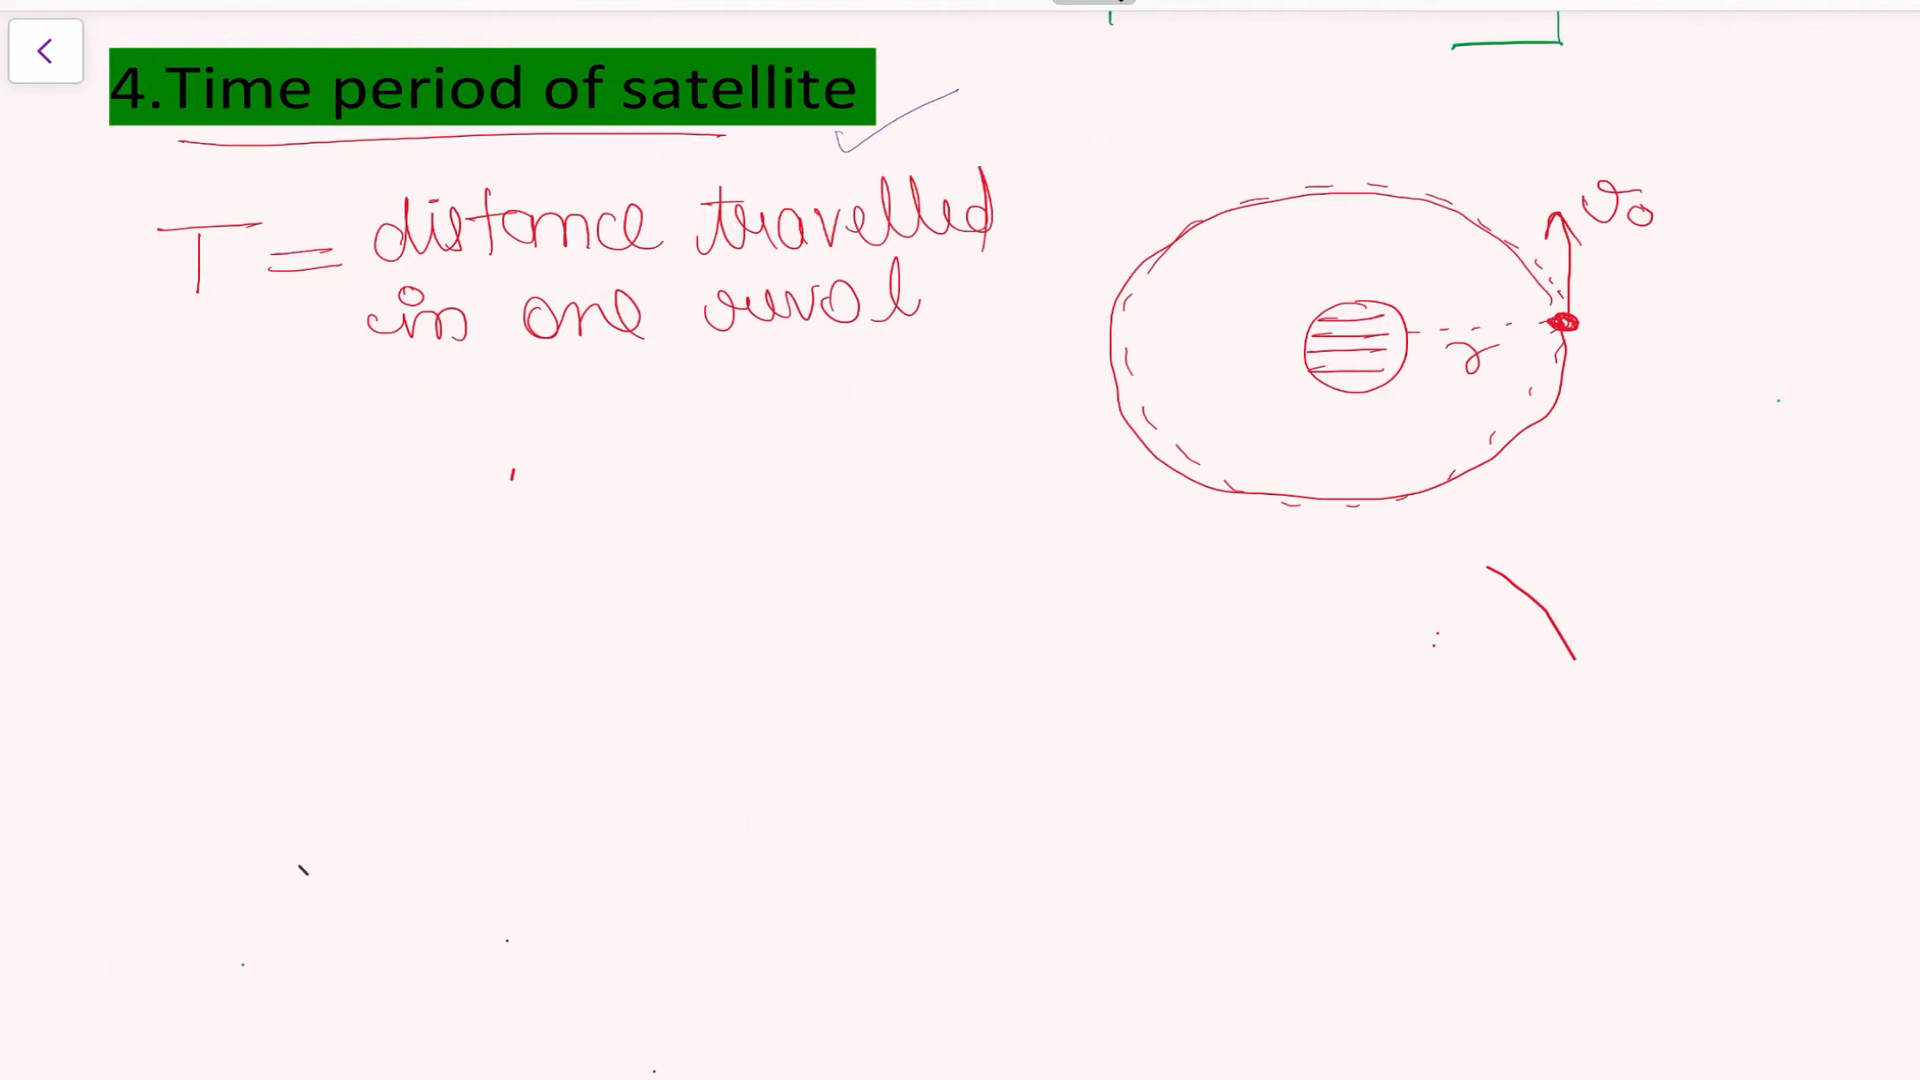 4.Time period of satellite
T = distance travelled
in one revol
v₀
r